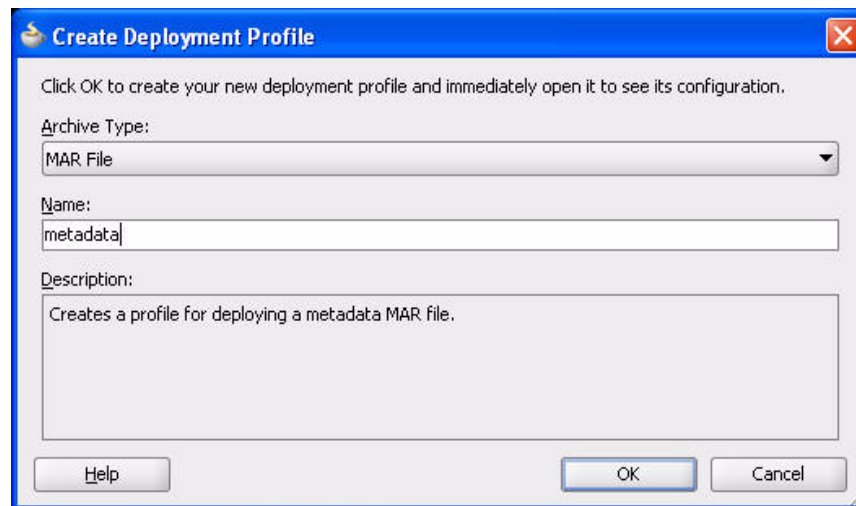 Create Deployment Profile
Click OK to create your new deployment profile and immediately open it to see its configuration.
Archive Type:
MAR File
Name:
metadata
Description:
Creates a profile for deploying a metadata MAR file.
Help
OK
Cancel